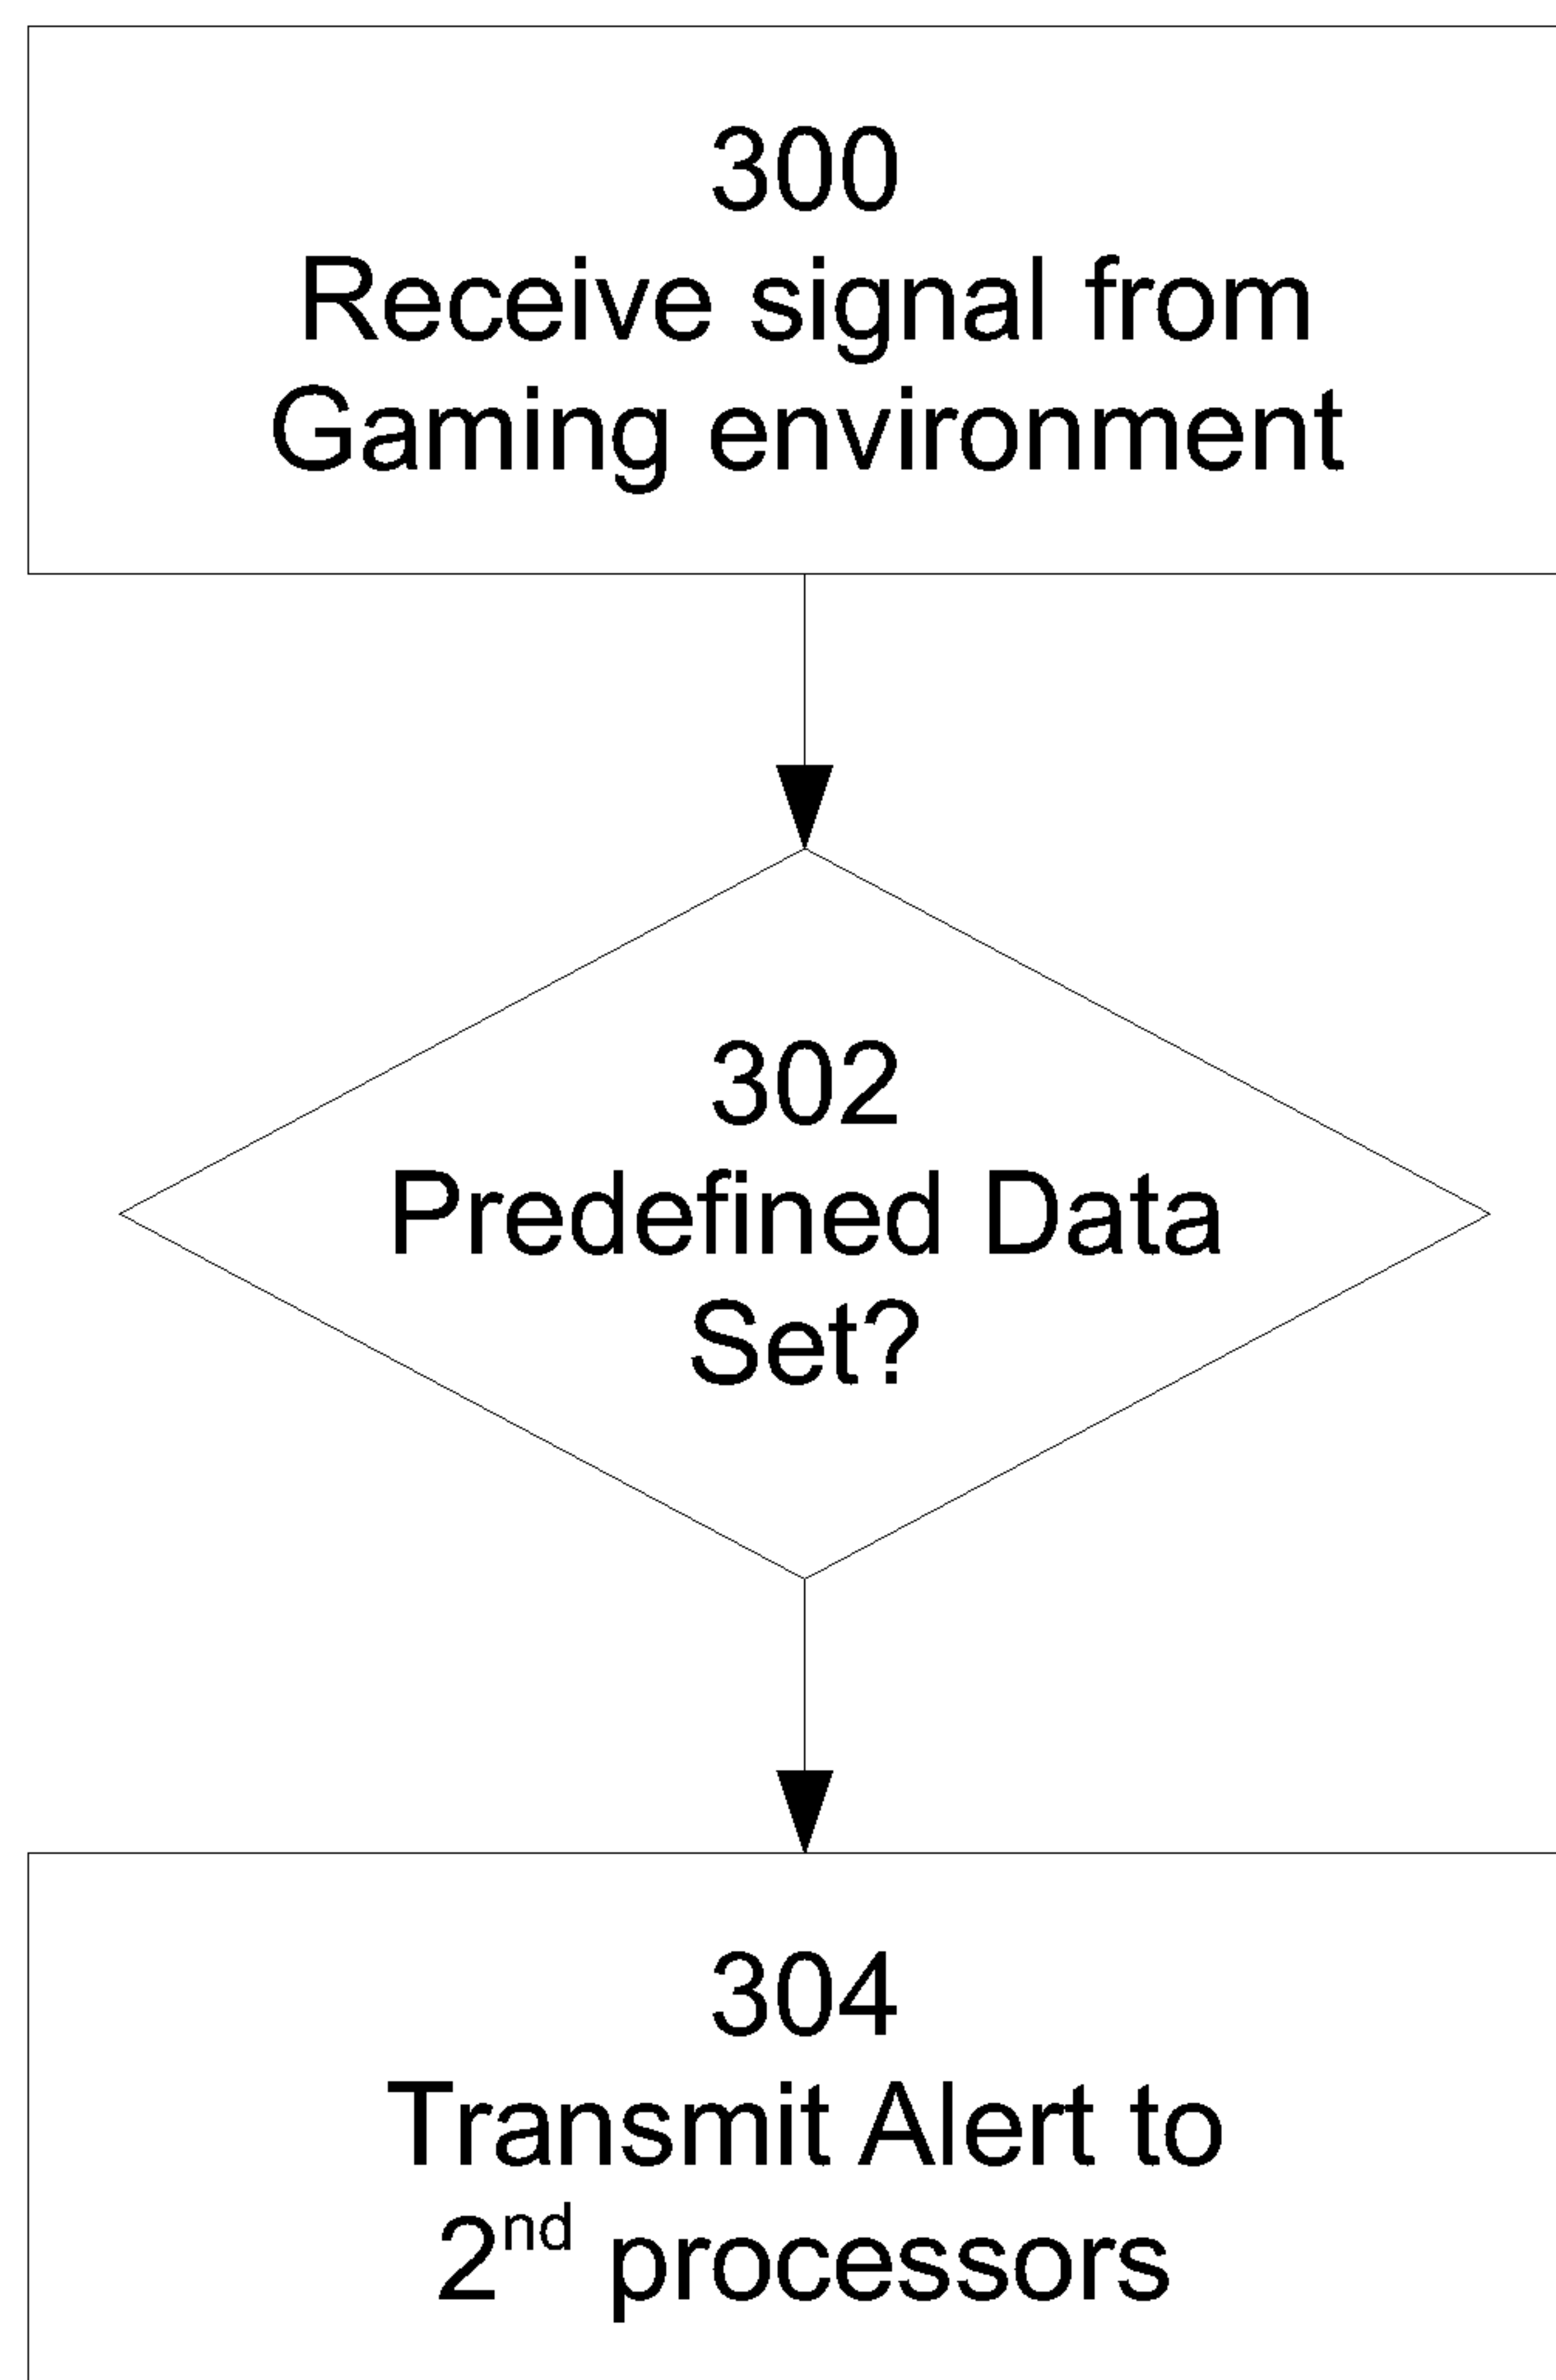 300
Receive signal from
Gaming environment
302
Predefined Data
Set?
304
Transmit Alert to
2nd processors